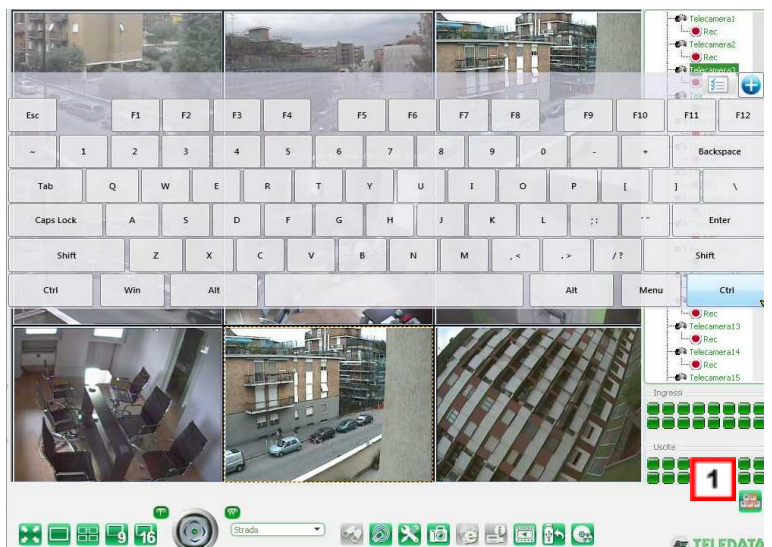 Telecamera1
Rec
Telecamera2
Rec
Telecamera3
Esc F1 F2 F3 F4 F5 F6 F7 F8 F9 F10 F11 F12
~ 1 2 3 4 5 6 7 8 9 0 - + Backspace
Tab Q W E R T Y U I O P [ ] \
Caps Lock A S D F G H J K L ;: '" Enter
Shift Z X C V B N M ,< .> /? Shift
Ctrl Win Alt Alt Menu Ctrl
Rec
Telecamera13
Rec
Telecamera14
Rec
Telecamera15
Ingressi
Uscite
1
9 16
Strada
TELEDATA